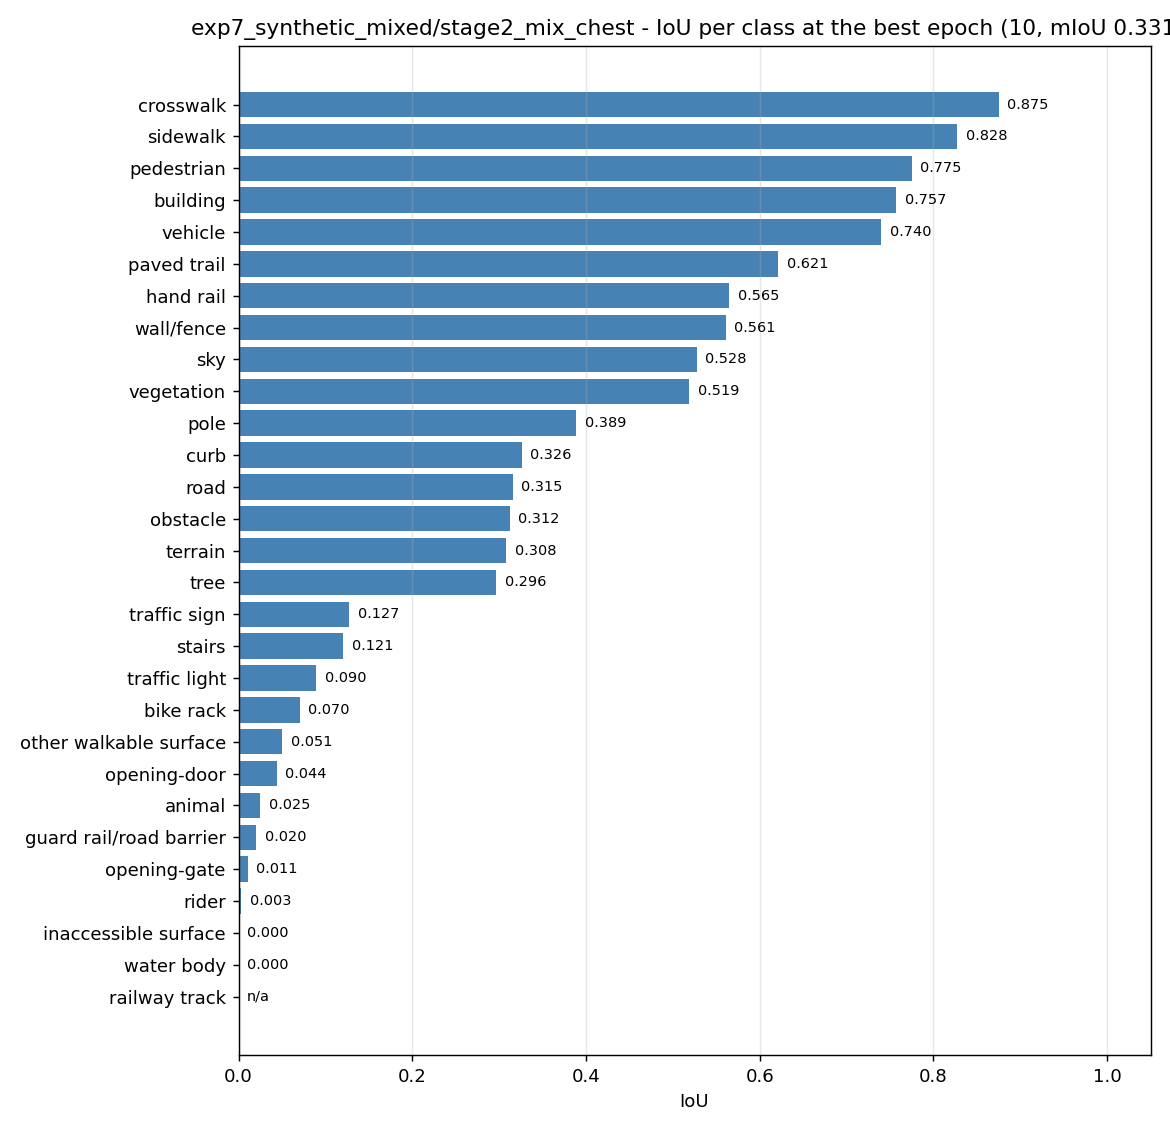 exp7_synthetic_mixed/stage2_mix_chest - IoU per class at the best epoch (10, mIoU 0.331
crosswalk 0.875
sidewalk 0.828
pedestrian 0.775
building 0.757
vehicle 0.740
paved trail 0.621
hand rail 0.565
wall/fence 0.561
sky 0.528
vegetation 0.519
pole 0.389
curb 0.326
road 0.315
obstacle 0.312
terrain 0.308
tree 0.296
traffic sign 0.127
stairs 0.121
traffic light 0.090
bike rack 0.070
other walkable surface 0.051
opening-door 0.044
animal 0.025
guard rail/road barrier 0.020
opening-gate 0.011
rider 0.003
inaccessible surface 0.000
water body 0.000
railway track n/a
0.0 0.2 0.4 0.6 0.8 1.0
IoU